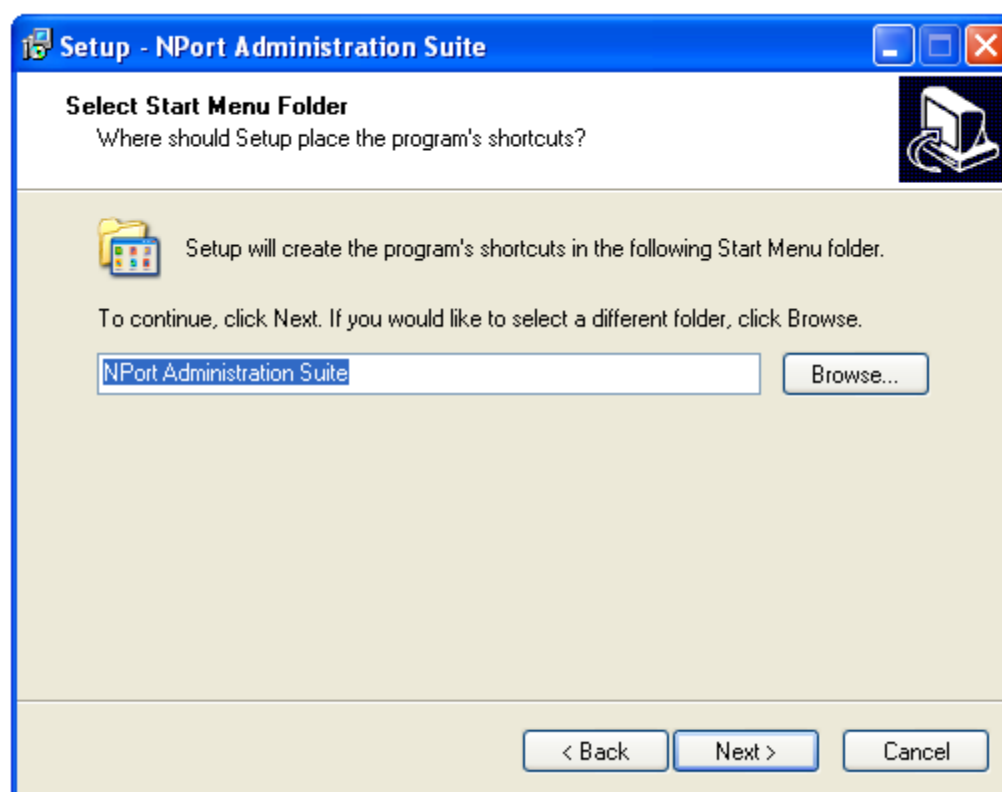 Setup - NPort Administration Suite
Select Start Menu Folder
Where should Setup place the program's shortcuts?
Setup will create the program's shortcuts in the following Start Menu folder.
To continue, click Next. If you would like to select a different folder, click Browse.
NPort Administration Suite
Browse...
< Back
Next >
Cancel